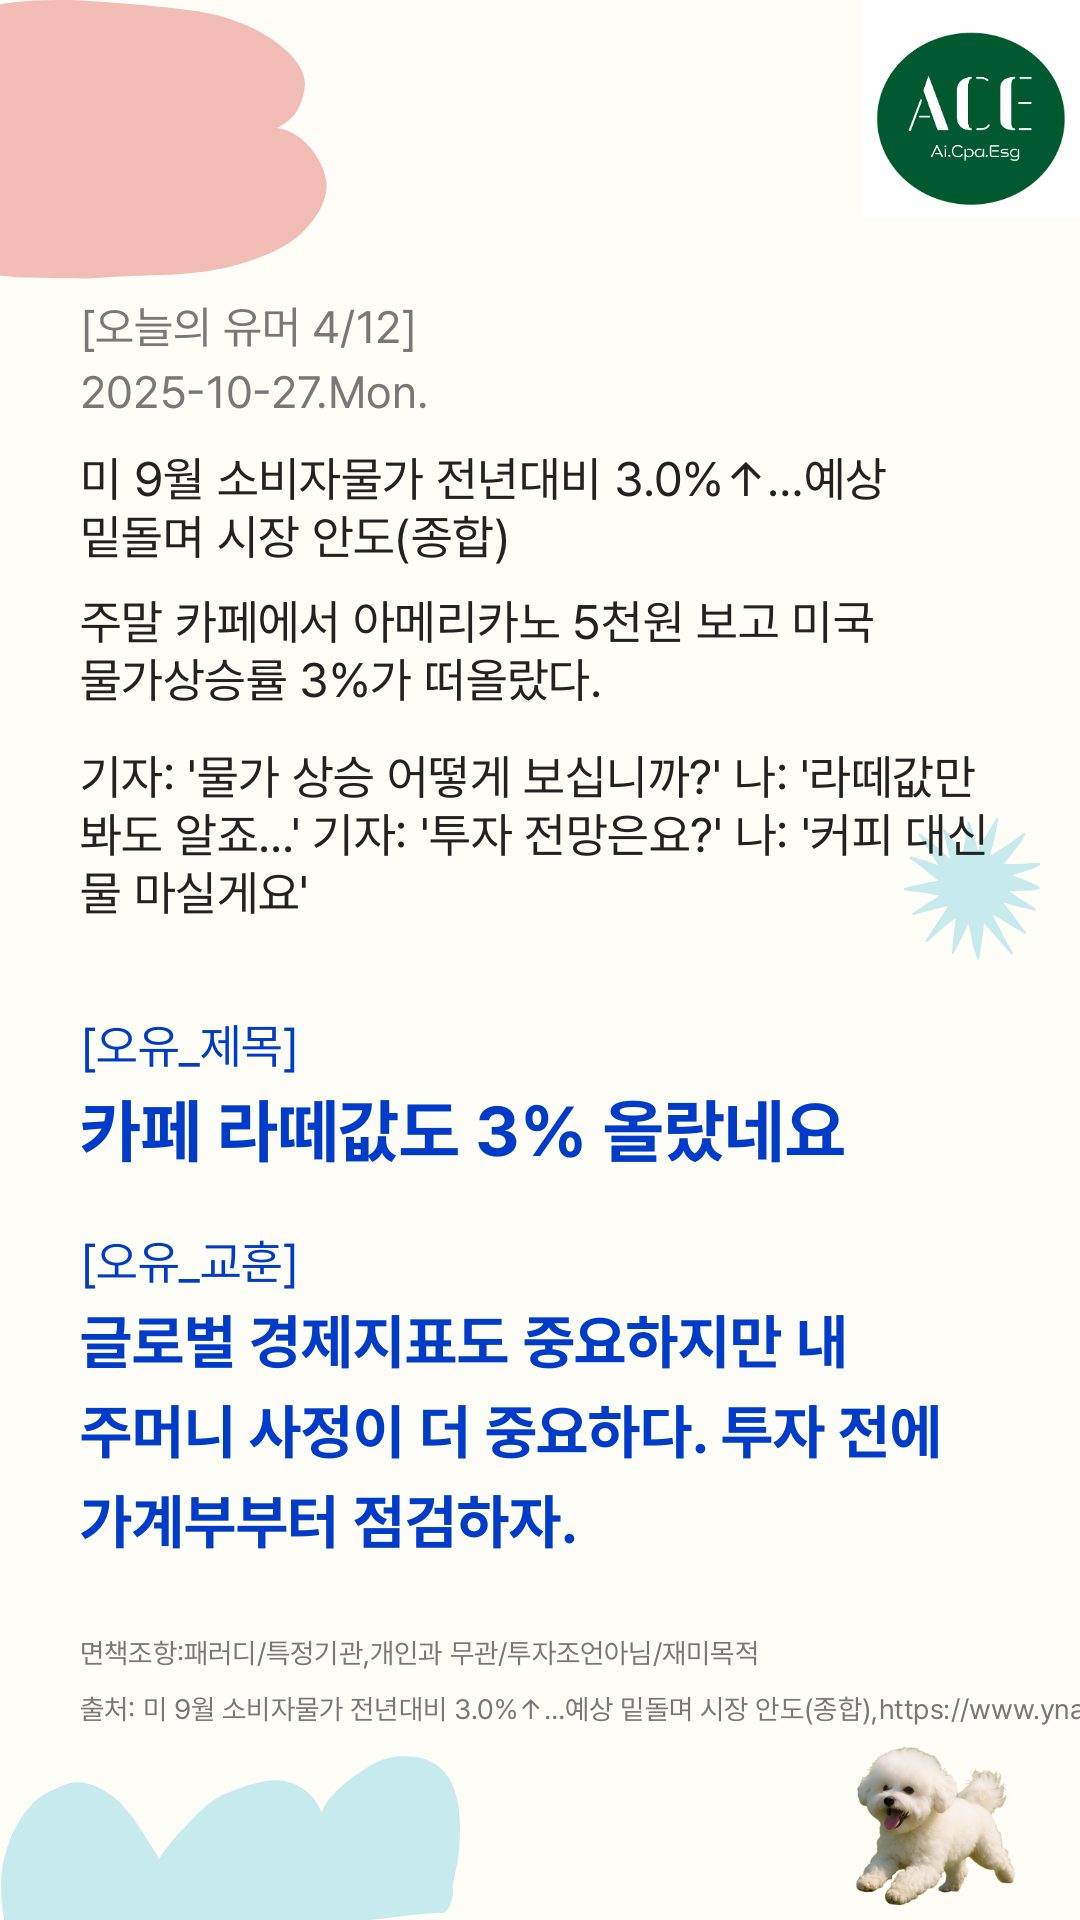 ACE
Ai.Cpa.Esg
[오늘의 유머 4/12]
2025-10-27.Mon.
미 9월 소비자물가 전년대비 3.0%↑…예상
밑돌며 시장 안도(종합)
주말 카페에서 아메리카노 5천원 보고 미국
물가상승률 3%가 떠올랐다.
기자: '물가 상승 어떻게 보십니까?' 나: '라떼값만
봐도 알죠...' 기자: '투자 전망은요?' 나: '커피 대신
물 마실게요'
[오유_제목]
카페 라떼값도 3% 올랐네요
[오유_교훈]
글로벌 경제지표도 중요하지만 내
주머니 사정이 더 중요하다. 투자 전에
가계부부터 점검하자.
면책조항:패러디/특정기관,개인과 무관/투자조언아님/재미목적
출처: 미 9월 소비자물가 전년대비 3.0%↑…예상 밑돌며 시장 안도(종합),https://www.yna